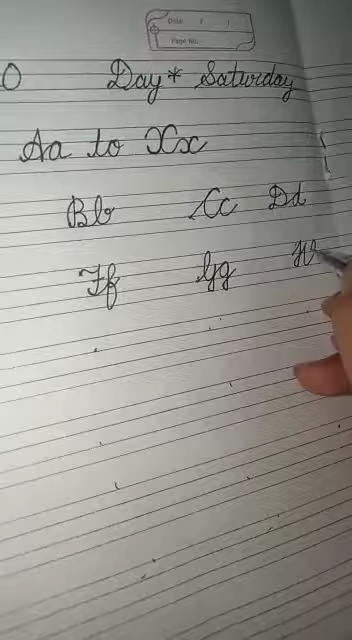 Date / /
Page No.
Day * Saturday
Aa to Xx
Bb Cc Dd
Ff Gg H